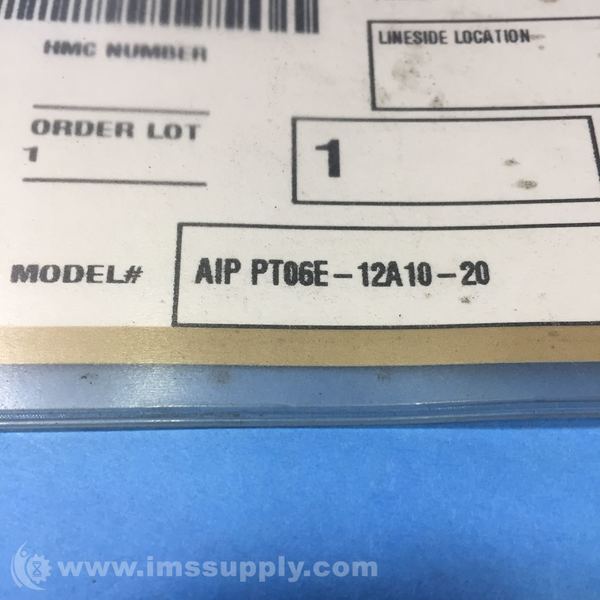 HMC NUMBER
LINESIDE LOCATION
ORDER LOT
1
1
MODEL# AIP PT06E-12A10-20
www.imssupply.com